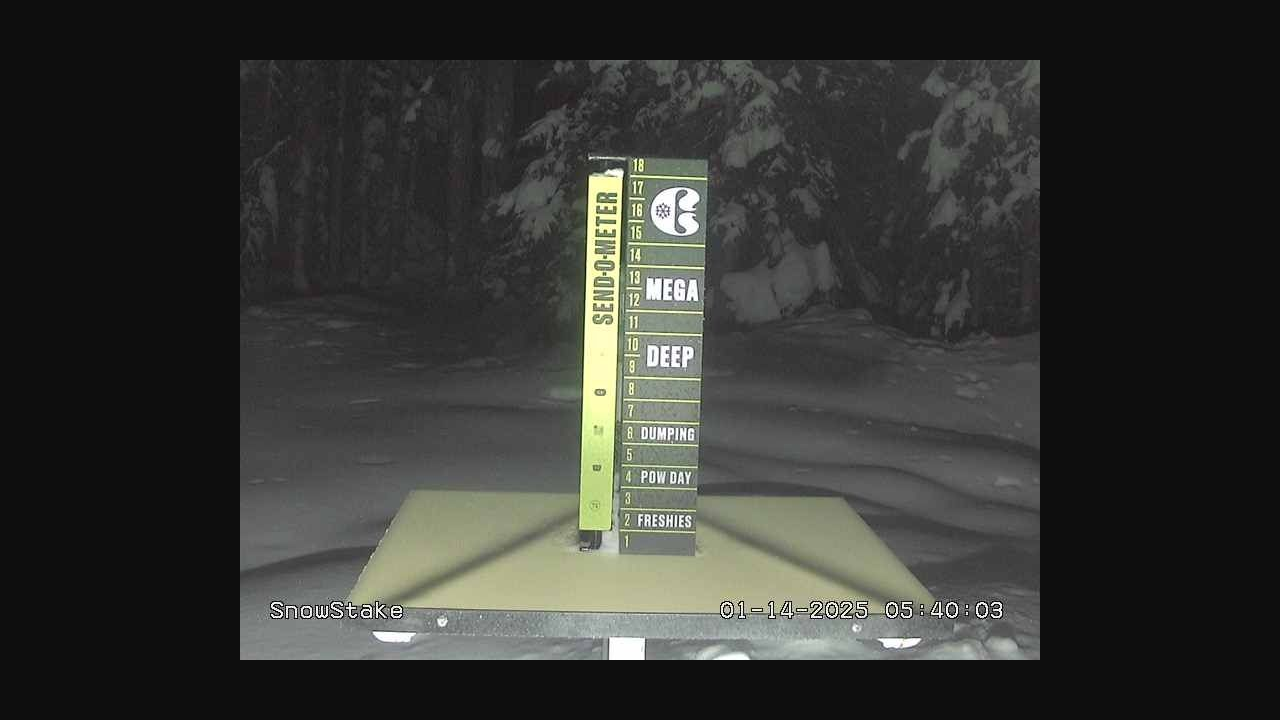 SEND-O-METER
18
17
16
15
14
13
MEGA
12
11
10
DEEP
9
8
7
6 DUMPING
5
4 POW DAY
3
2 FRESHIES
1
SnowStake
01-14-2025 05:40:03